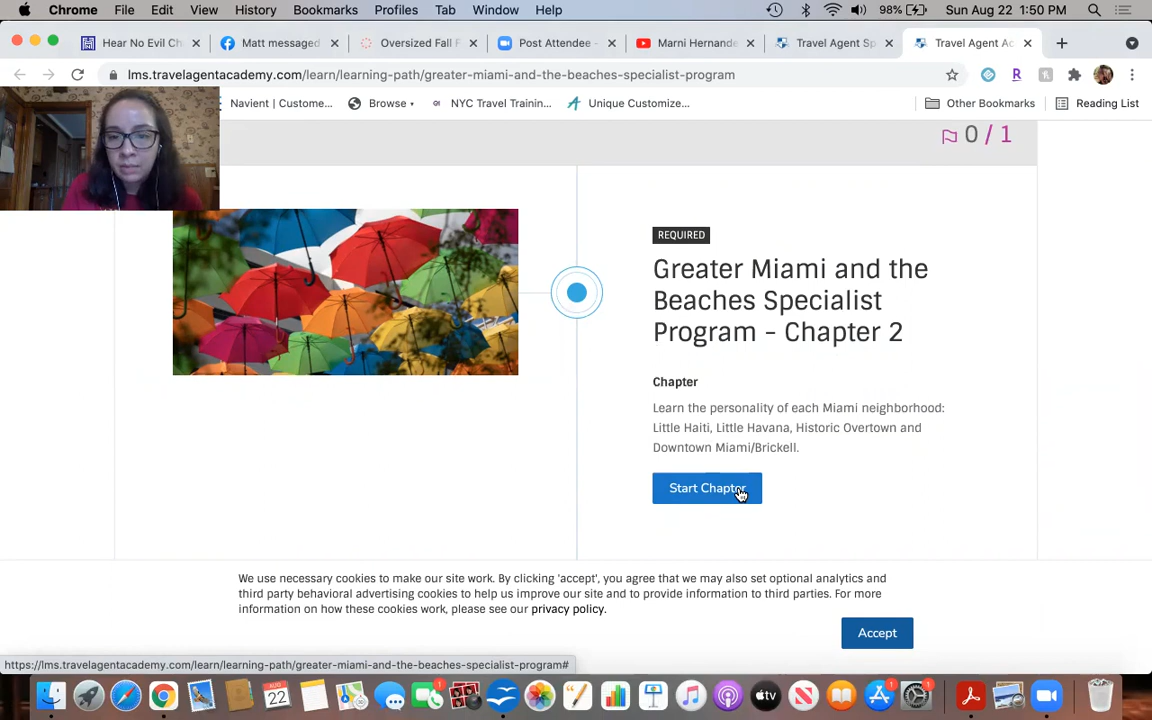 Chrome File Edit View History Bookmarks Profiles Tab Window Help 98% Sun Aug 22 1:50 PM
Hear No Evil Ch Matt messaged Oversized Fall F Post Attendee - Marni Hernande Travel Agent Sp Travel Agent Ac
lms.travelagentacademy.com/learn/learning-path/greater-miami-and-the-beaches-specialist-program
Navient | Custome... Browse NYC Travel Trainin... Unique Customize... Other Bookmarks Reading List
0 / 1
REQUIRED
Greater Miami and the
Beaches Specialist
Program - Chapter 2
Chapter
Learn the personality of each Miami neighborhood:
Little Haiti, Little Havana, Historic Overtown and
Downtown Miami/Brickell.
Start Chapter
We use necessary cookies to make our site work. By clicking 'accept', you agree that we may also set optional analytics and
third party behavioral advertising cookies to help us improve our site and to provide information to third parties. For more
information on how these cookies work, please see our privacy policy.
Accept
https://lms.travelagentacademy.com/learn/learning-path/greater-miami-and-the-beaches-specialist-program#
AUG
22
1
tv
1
1